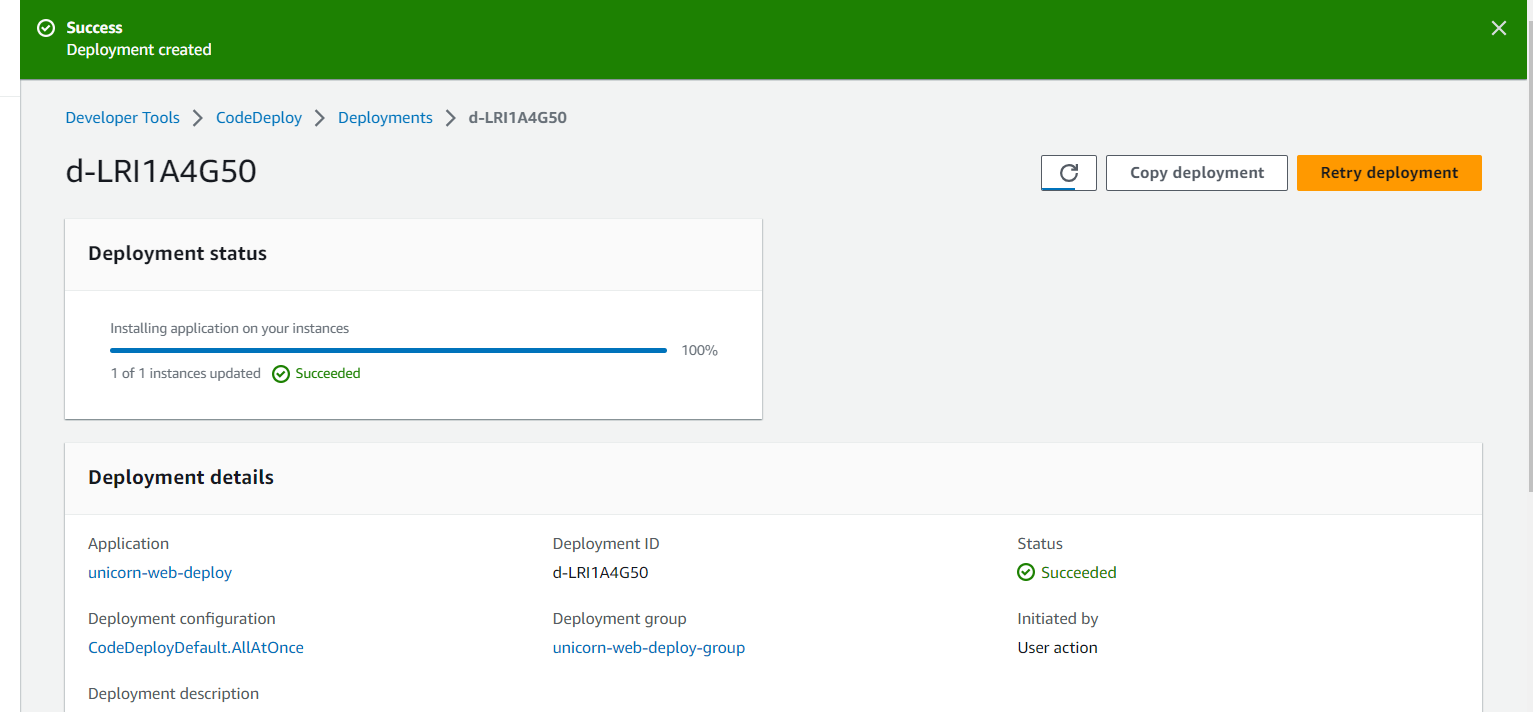 Success
Deployment created
Developer Tools
CodeDeploy
Deployments
d-LRI1A4G50
d-LRI1A4G50
Copy deployment
Retry deployment
Deployment status
Installing application on your instances
100%
1 of 1 instances updated
Succeeded
Deployment details
Application
Deployment ID
Status
unicorn-web-deploy
d-LRI1A4G50
Succeeded
Deployment configuration
Deployment group
Initiated by
CodeDeployDefault.AllAtOnce
unicorn-web-deploy-group
User action
Deployment description